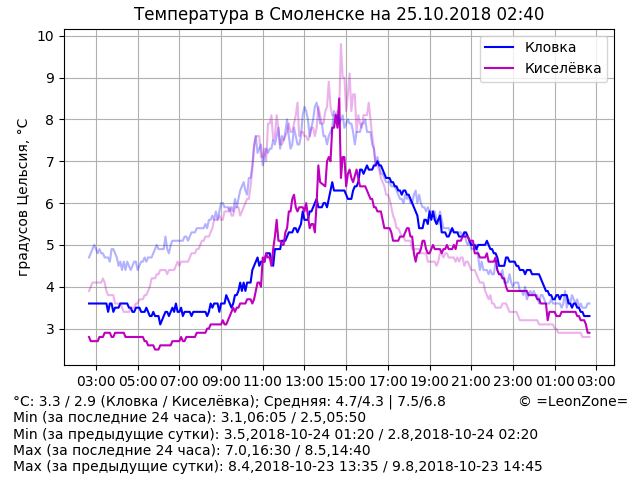 Температура в Смоленске на 25.10.2018 02:40
градусов Цельсия, °C
10
9
8
7
6
5
4
3
Кловка
Киселёвка
03:00 05:00 07:00 09:00 11:00 13:00 15:00 17:00 19:00 21:00 23:00 01:00 03:00
°C: 3.3 / 2.9 (Кловка / Киселёвка); Средняя: 4.7/4.3 | 7.5/6.8 © =LeonZone=
Min (за последние 24 часа): 3.1,06:05 / 2.5,05:50
Min (за предыдущие сутки): 3.5,2018-10-24 01:20 / 2.8,2018-10-24 02:20
Max (за последние 24 часа): 7.0,16:30 / 8.5,14:40
Max (за предыдущие сутки): 8.4,2018-10-23 13:35 / 9.8,2018-10-23 14:45